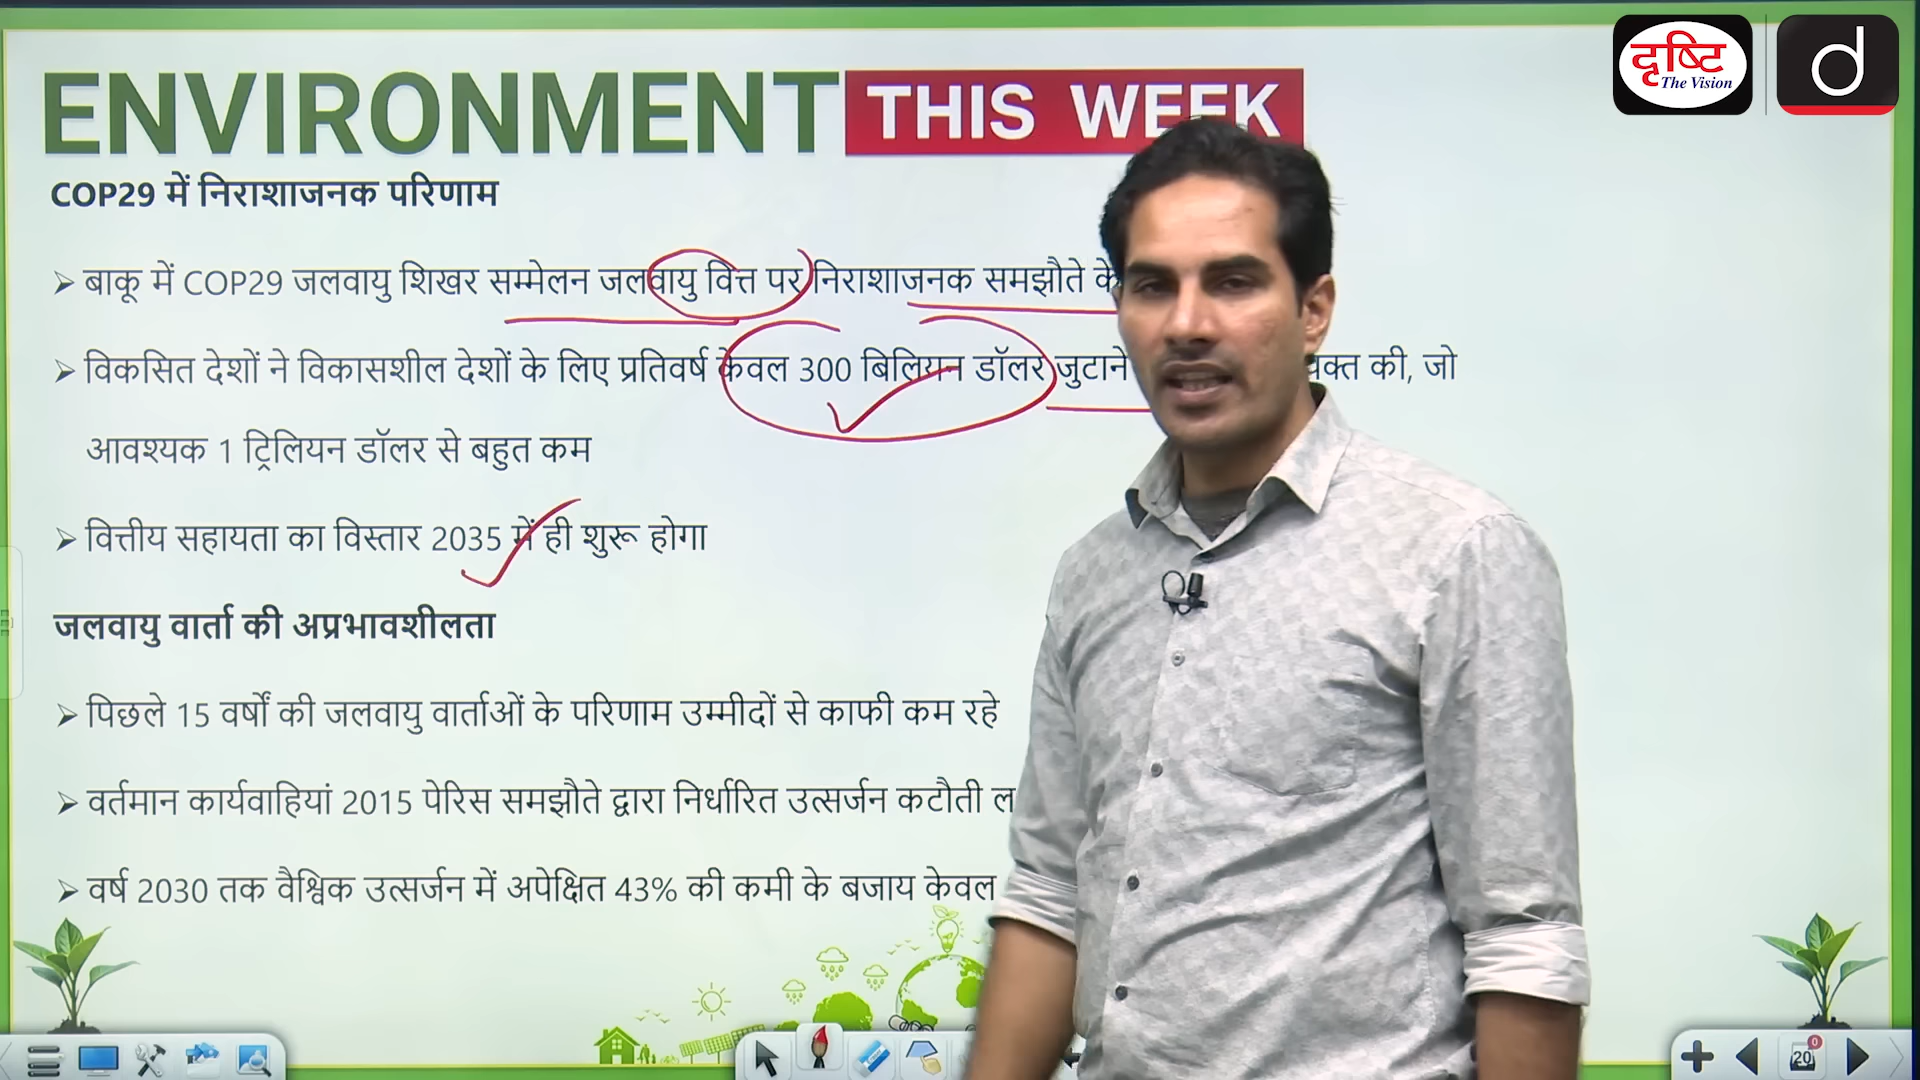 ENVIRONMENT THIS WEEK
दृष्टि
The Vision
d
COP29 में निराशाजनक परिणाम
➢ बाकू में COP29 जलवायु शिखर सम्मेलन जलवायु वित्त पर निराशाजनक समझौते के
➢ विकसित देशों ने विकासशील देशों के लिए प्रतिवर्ष केवल 300 बिलियन डॉलर जुटाने की, जो
आवश्यक 1 ट्रिलियन डॉलर से बहुत कम
➢ वित्तीय सहायता का विस्तार 2035 में ही शुरू होगा
जलवायु वार्ता की अप्रभावशीलता
➢ पिछले 15 वर्षों की जलवायु वार्ताओं के परिणाम उम्मीदों से काफी कम रहे
➢ वर्तमान कार्यवाहियां 2015 पेरिस समझौते द्वारा निर्धारित उत्सर्जन कटौती
➢ वर्ष 2030 तक वैश्विक उत्सर्जन में अपेक्षित 43% की कमी के बजाय केवल
20
0